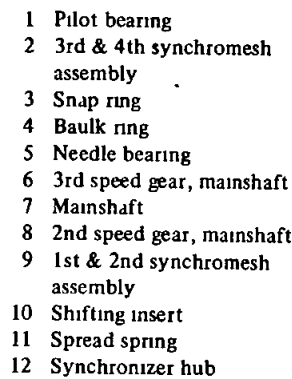 1 Pilot bearing
2 3rd & 4th synchromesh
assembly
3 Snap ring
4 Baulk ring
5 Needle bearing
6 3rd speed gear, mainshaft
7 Mainshaft
8 2nd speed gear, mainshaft
9 1st & 2nd synchromesh
assembly
10 Shifting insert
11 Spread spring
12 Synchronizer hub